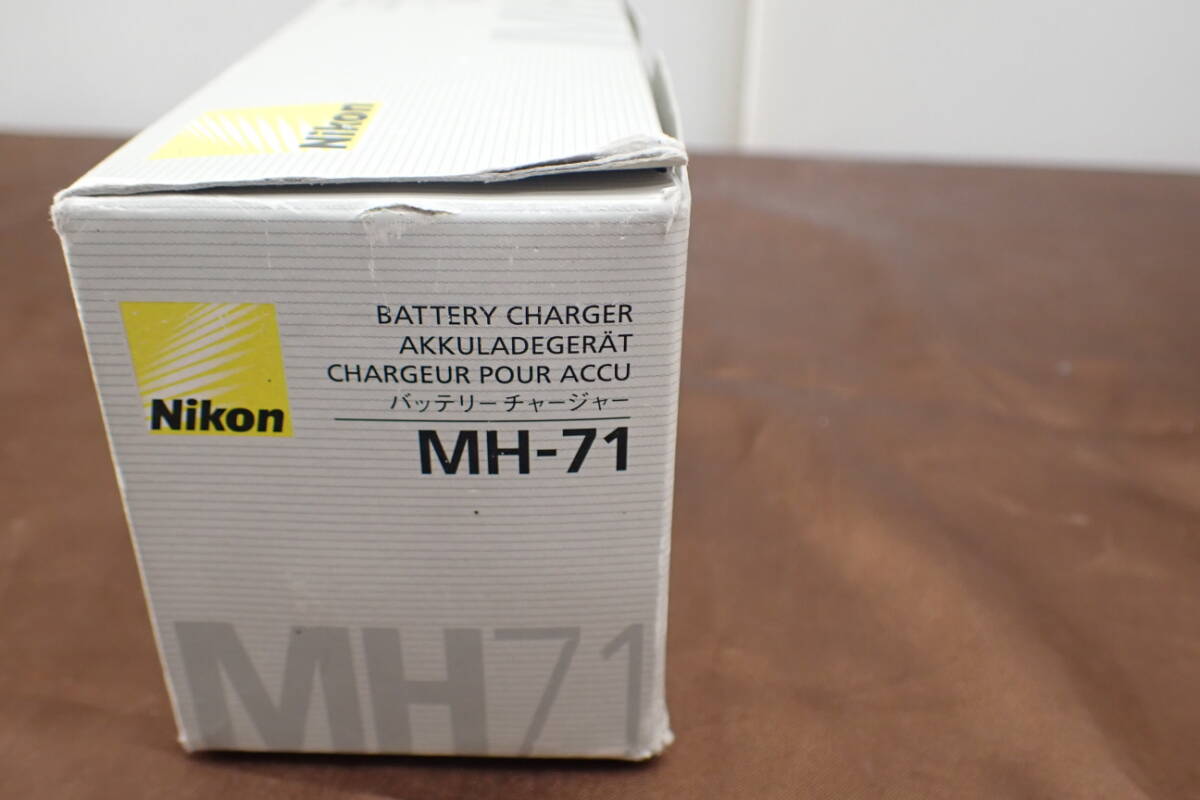 Nikon
Nikon
BATTERY CHARGER
AKKULADEGERÄT
CHARGEUR POUR ACCU
バッテリーチャージャー
MH-71
MH71